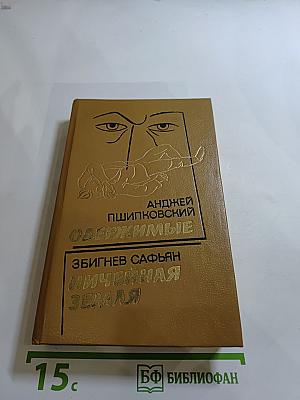 АНДЖЕЙ
ПШИПКОВСКИЙ
ОДЕРЖИМЫЕ
ЗБИГНЕВ САФЬЯН
НИЧЕЙНАЯ
ЗЕМЛЯ
15с
БФ БИБЛИОФАН